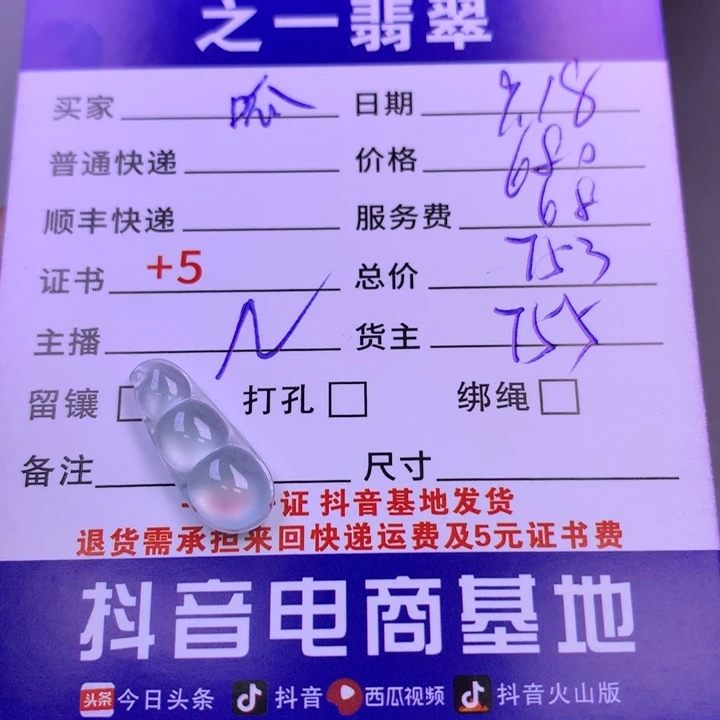 之一翡翠
买家 哈 日期 9.18
普通快递 价格 680
顺丰快递 服务费 68
证书 +5 总价 753
主播 N 货主 755
留镶 打孔 绑绳
备注 尺寸
证 抖音基地发货
退货需承担来回快递运费及5元证书费
抖音电商基地
头条 今日头条 抖音 西瓜视频 抖音火山版